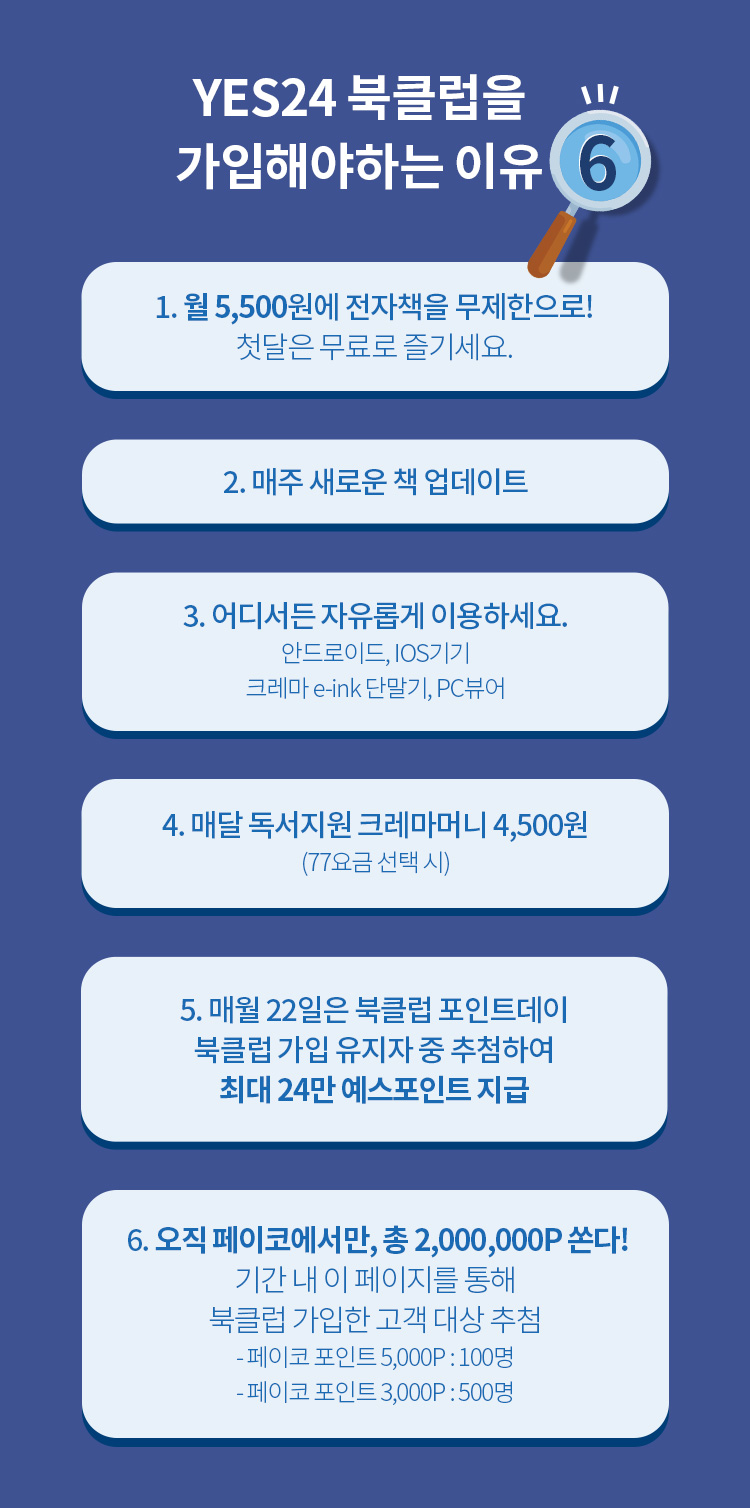 YES24 북클럽을
가입해야하는 이유 6
1. 월 5,500원에 전자책을 무제한으로!
첫달은 무료로 즐기세요.
2. 매주 새로운 책 업데이트
3. 어디서든 자유롭게 이용하세요.
안드로이드, IOS기기
크레마 e-ink 단말기, PC뷰어
4. 매달 독서지원 크레마머니 4,500원
(77요금 선택 시)
5. 매월 22일은 북클럽 포인트데이
북클럽 가입 유지자 중 추첨하여
최대 24만 예스포인트 지급
6. 오직 페이코에서만, 총 2,000,000P 쏜다!
기간 내 이 페이지를 통해
북클럽 가입한 고객 대상 추첨
- 페이코 포인트 5,000P : 100명
- 페이코 포인트 3,000P : 500명